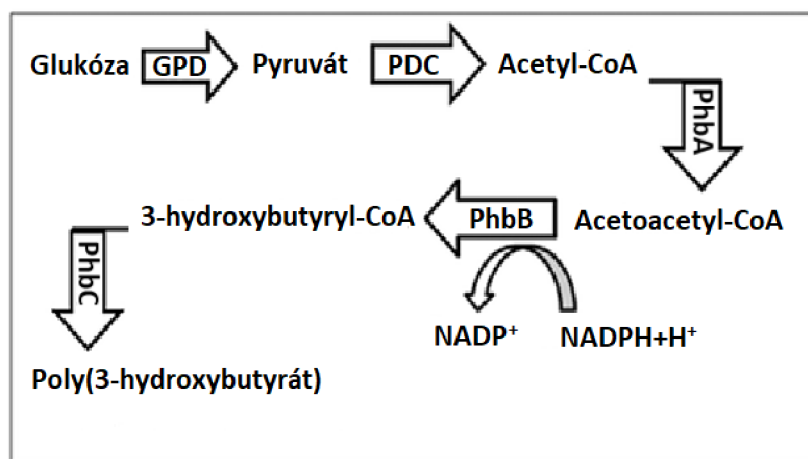 Glukóza GPD Pyruvát PDC Acetyl-CoA
PhbA
3-hydroxybutyryl-CoA PhbB Acetoacetyl-CoA
PhbC
NADP⁺ NADPH+H⁺
Poly(3-hydroxybutyrát)